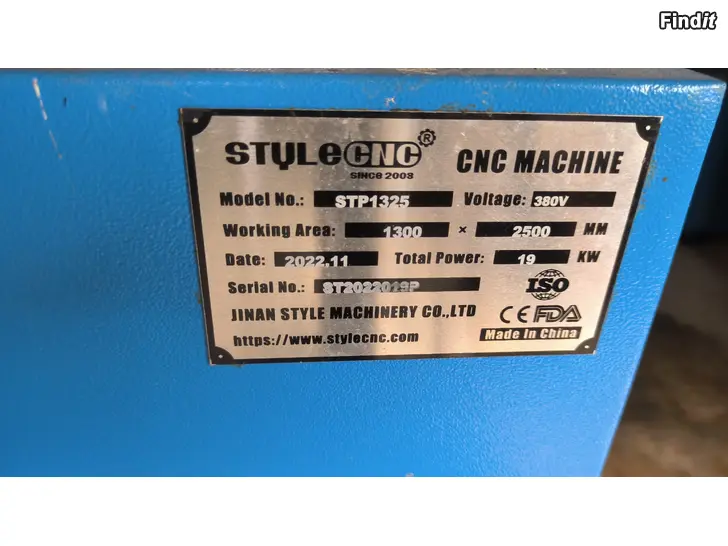 Findit
STYLECNC®
SINCE 2003
CNC MACHINE
Model No.: STP1325 Voltage: 380V
Working Area: 1300 × 2500 MM
Date: 2022.11 Total Power: 19 KW
Serial No.: ST2022019P
ISO
JINAN STYLE MACHINERY CO.,LTD
CE FDA
https://www.stylecnc.com
Made In China